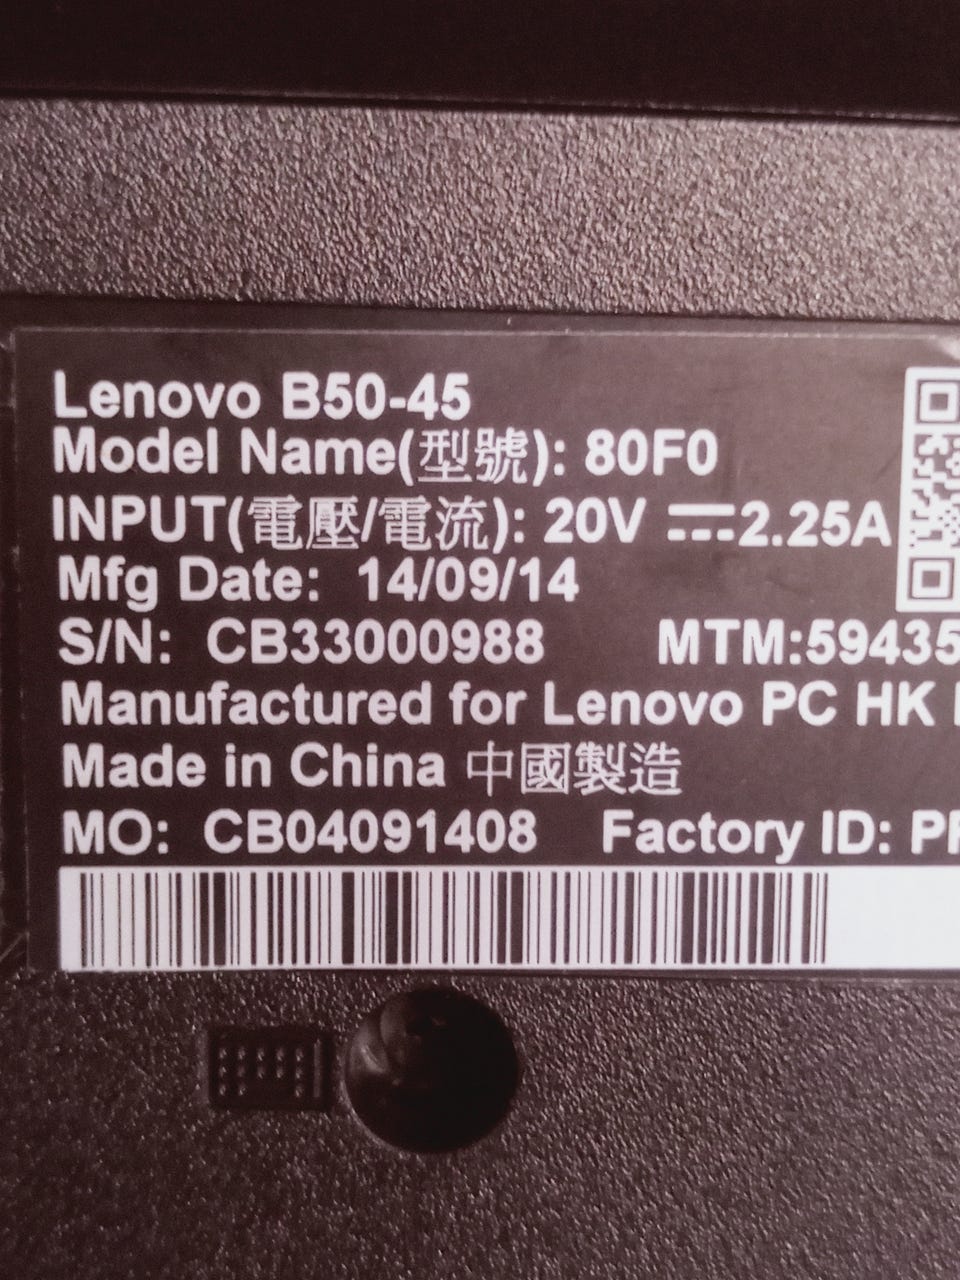 Lenovo B50-45
Model Name(型號): 80F0
INPUT(電壓/電流): 20V ⎓2.25A
Mfg Date: 14/09/14
S/N: CB33000988 MTM:59435
Manufactured for Lenovo PC HK
Made in China 中國製造
MO: CB04091408 Factory ID: PF